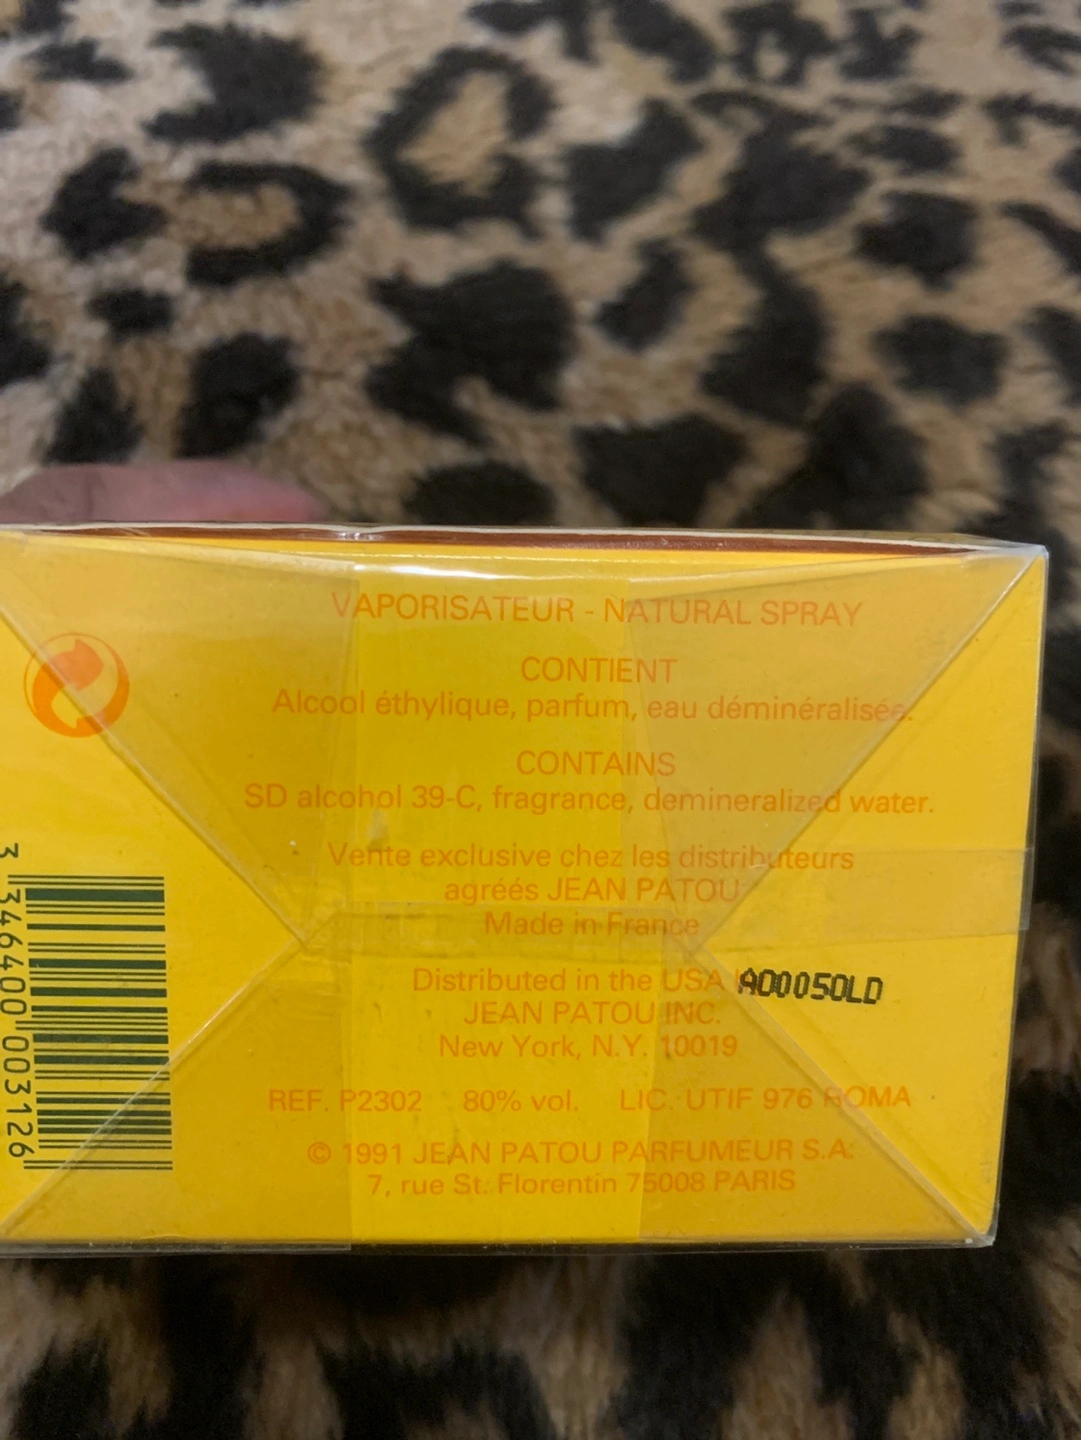 VAPORISATEUR - NATURAL SPRAY
CONTIENT
Alcool éthylique, parfum, eau déminéralisée.
CONTAINS
SD alcohol 39-C, fragrance, demineralized water.
Vente exclusive chez les distributeurs
agréés JEAN PATOU
Made in France
Distributed in the USA
A00050LD
JEAN PATOU INC.
New York, N.Y. 10019
REF. P2302 80% vol. LIC. UTIF 976 ROMA
© 1991 JEAN PATOU PARFUMEUR S.A.
7, rue St. Florentin 75008 PARIS
3 346400 003126